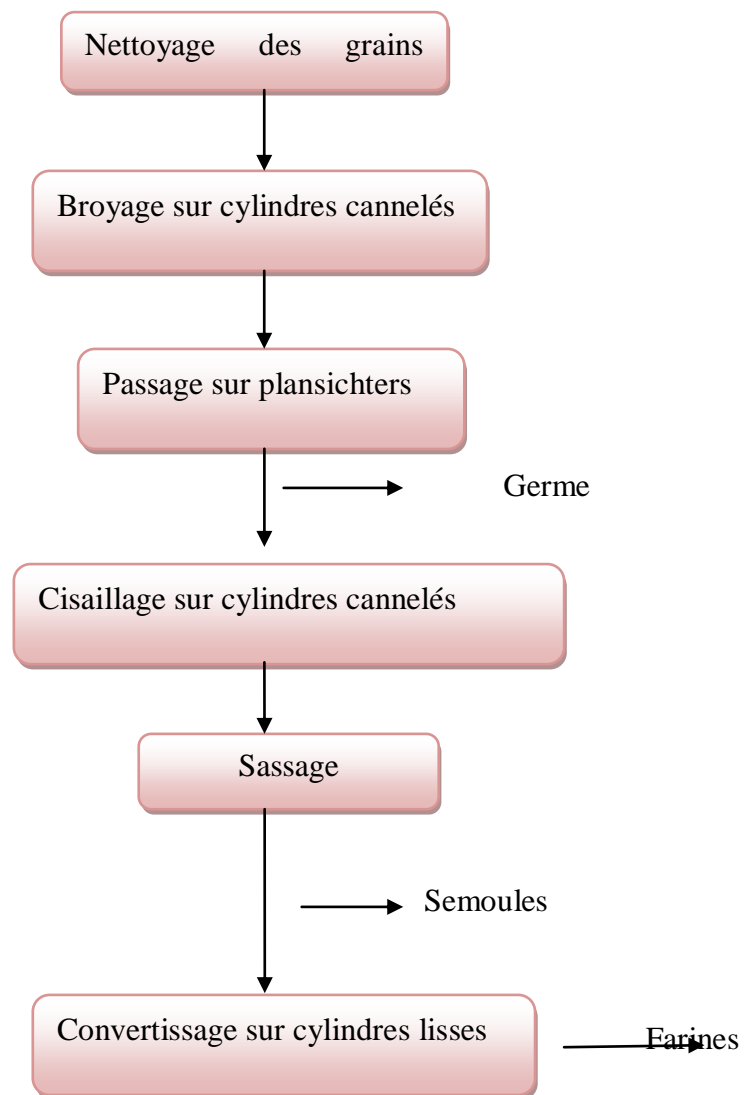 Nettoyage des grains
Broyage sur cylindres cannelés
Passage sur plansichters
Germe
Cisaillage sur cylindres cannelés
Sassage
Semoules
Convertissage sur cylindres lisses
Farines